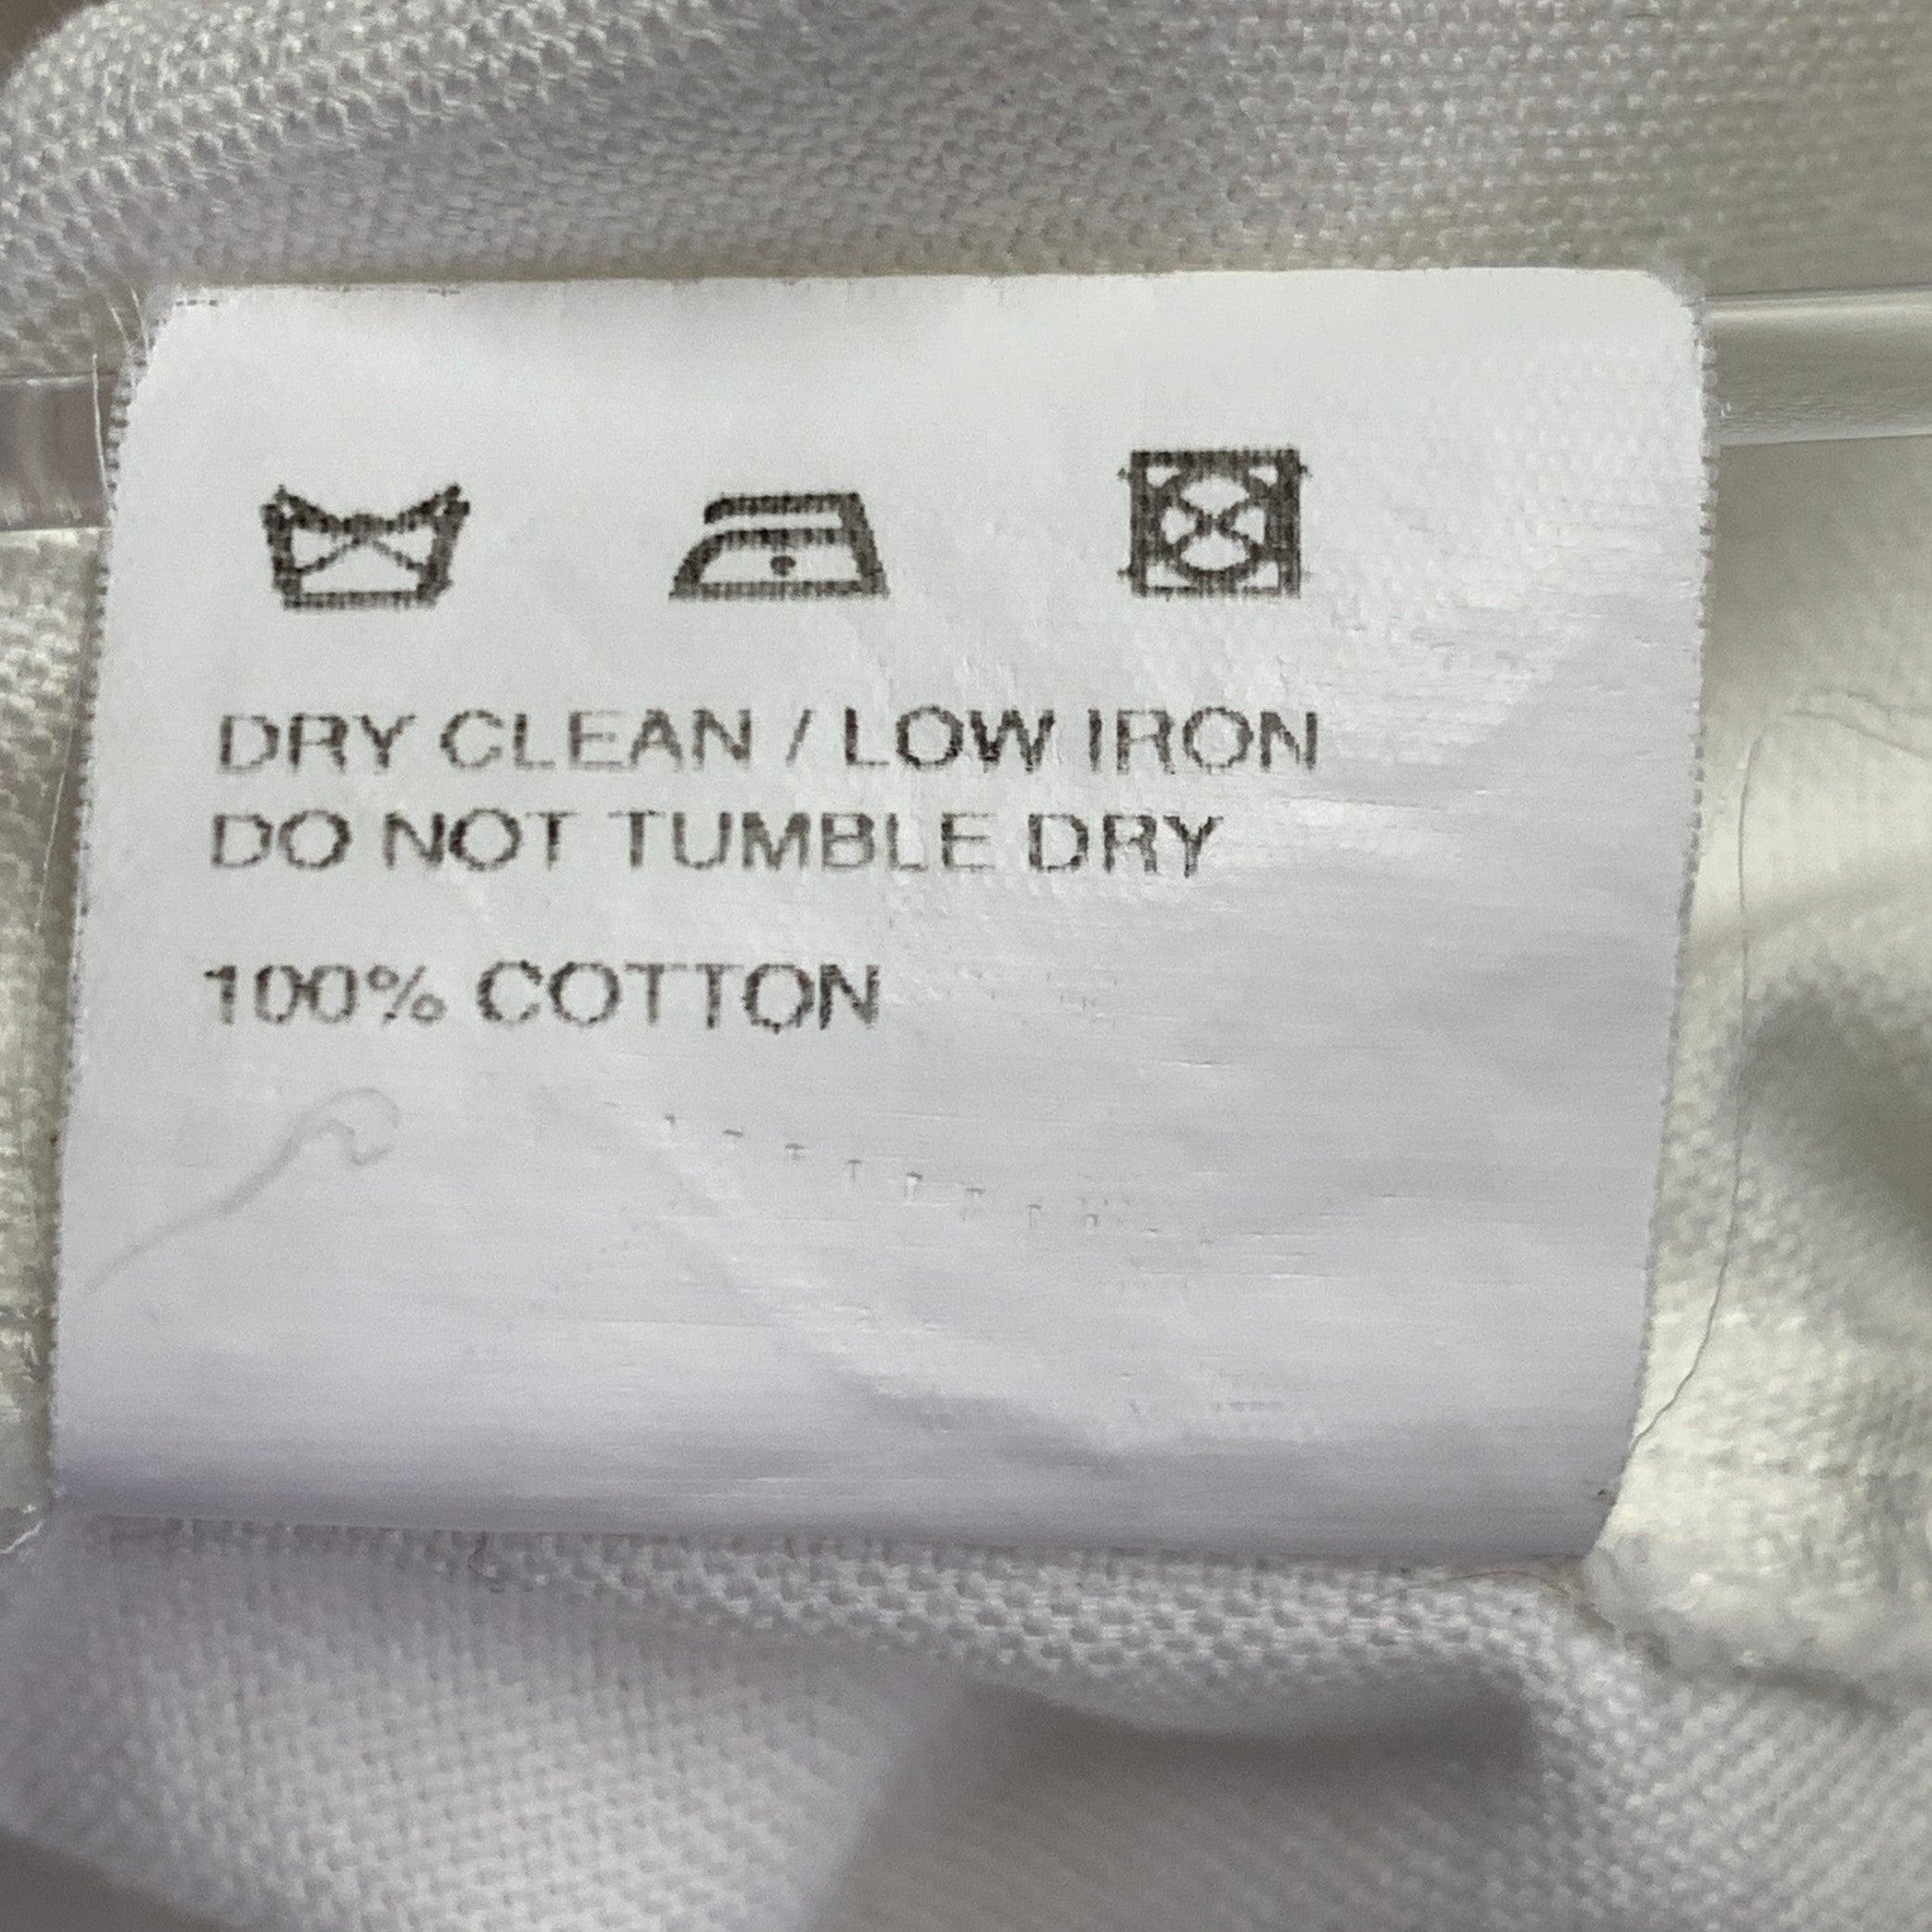 DRY CLEAN / LOW IRON
DO NOT TUMBLE DRY
100% COTTON